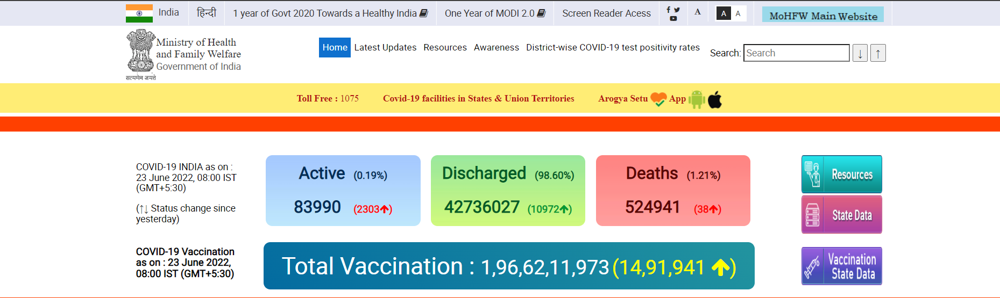 India हिन्दी 1 year of Govt 2020 Towards a Healthy India One Year of MODI 2.0 Screen Reader Acess A A A MoHFW Main Website
Ministry of Health
and Family Welfare
Government of India
सत्यमेव जयते
Home Latest Updates Resources Awareness District-wise COVID-19 test positivity rates Search: Search ↓ ↑
Toll Free : 1075 Covid-19 facilities in States & Union Territories Arogya Setu App
COVID-19 INDIA as on :
23 June 2022, 08:00 IST
(GMT+5:30)
(↑↓ Status change since
yesterday)
Active (0.19%)
83990 (2303↑)
Discharged (98.60%)
42736027 (10972↑)
Deaths (1.21%)
524941 (38↑)
Resources
State Data
COVID-19 Vaccination
as on : 23 June 2022,
08:00 IST (GMT+5:30)
Total Vaccination : 1,96,62,11,973 (14,91,941 ↑)
Vaccination
State Data